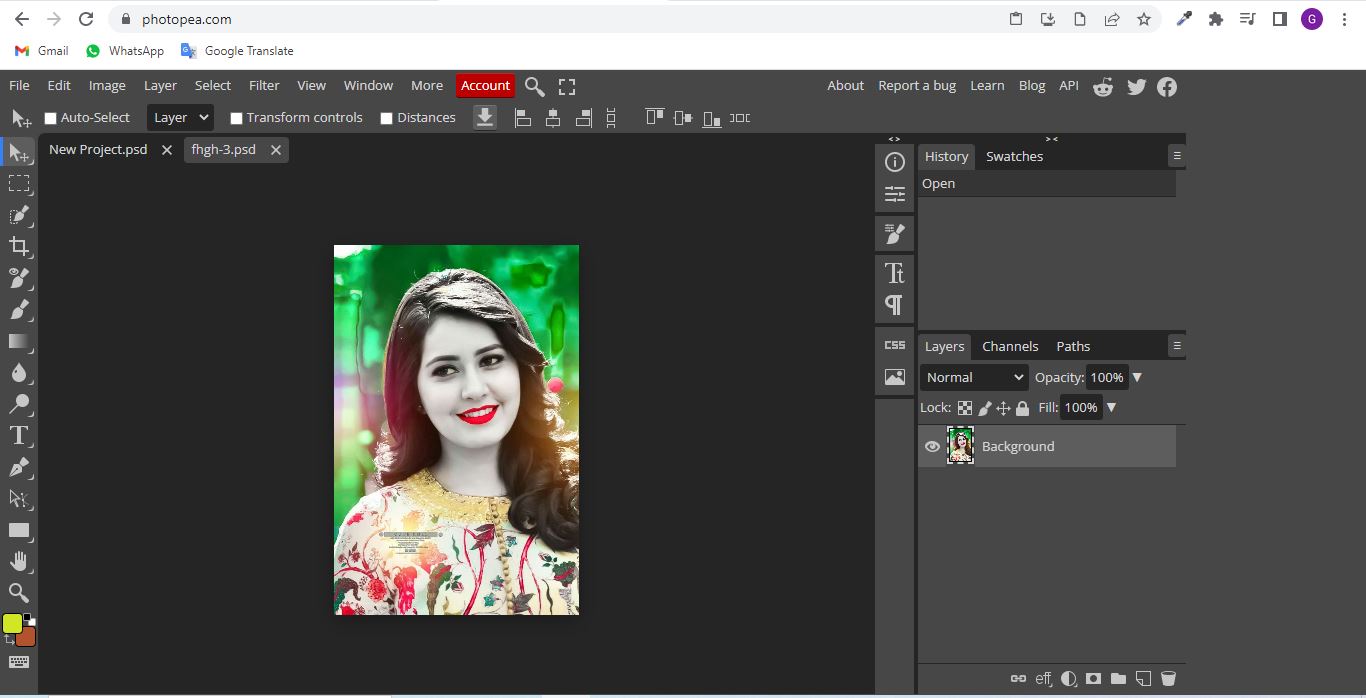 photopea.com
G
Gmail WhatsApp Google Translate
File Edit Image Layer Select Filter View Window More Account About Report a bug Learn Blog API
Auto-Select Layer Transform controls Distances
New Project.psd fhgh-3.psd
History Swatches
Open
Tt
CSS
Layers Channels Paths
Normal Opacity: 100%
Lock: Fill: 100%
Background
T
eff